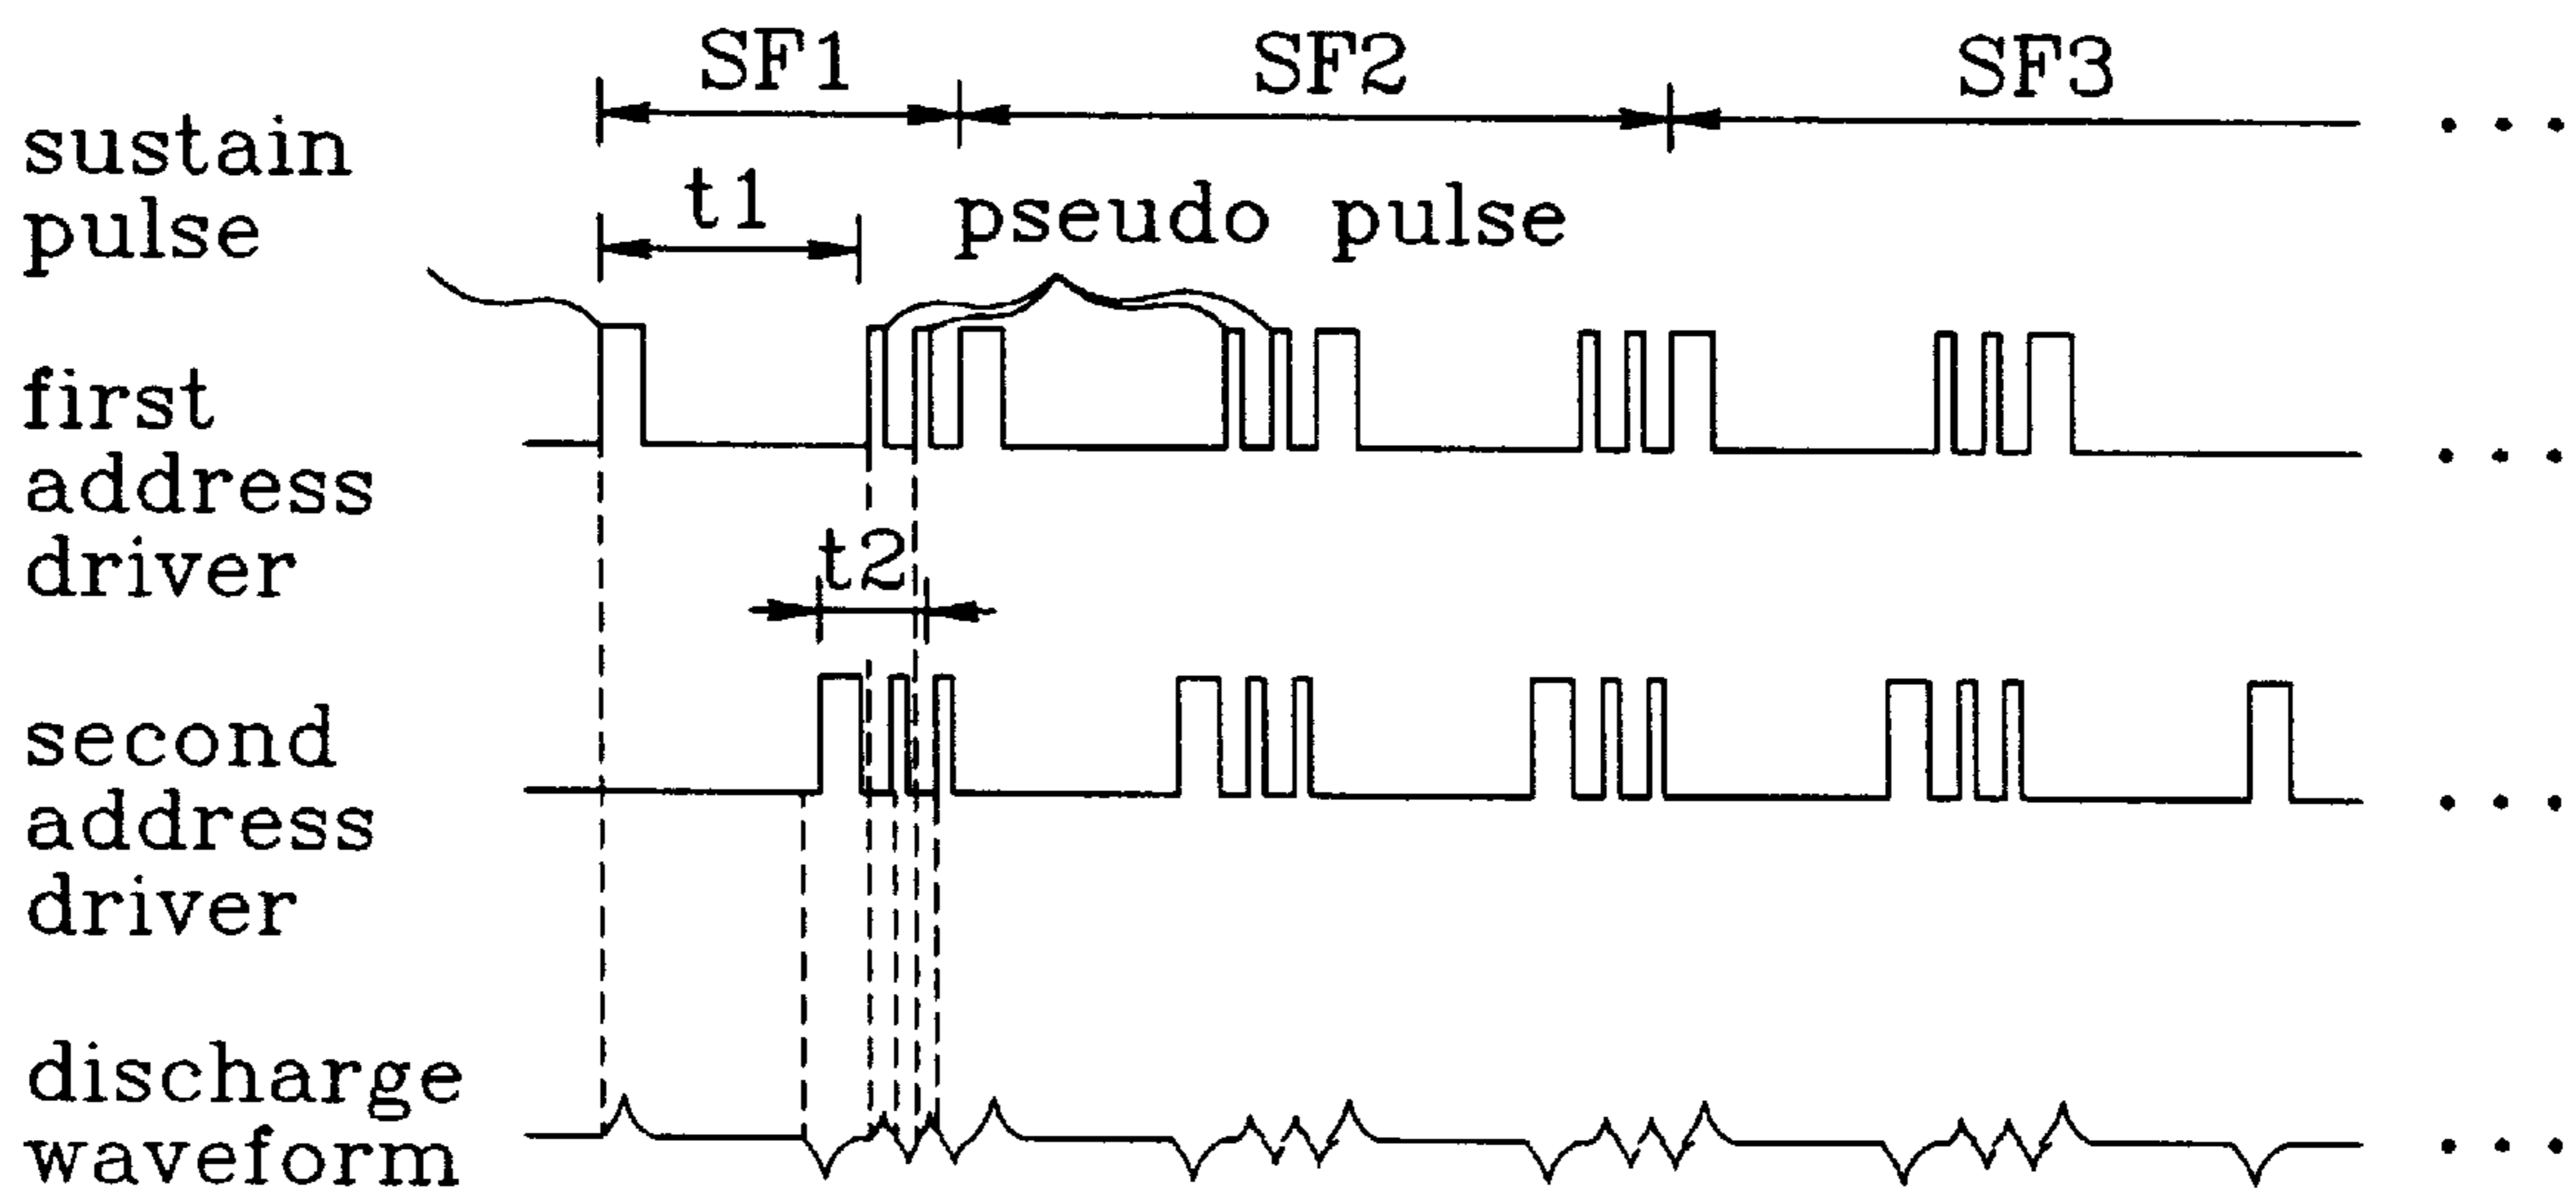 SF1
SF2
SF3
sustain
pulse
t1
pseudo pulse
first
address
driver
t2
second
address
driver
discharge
waveform